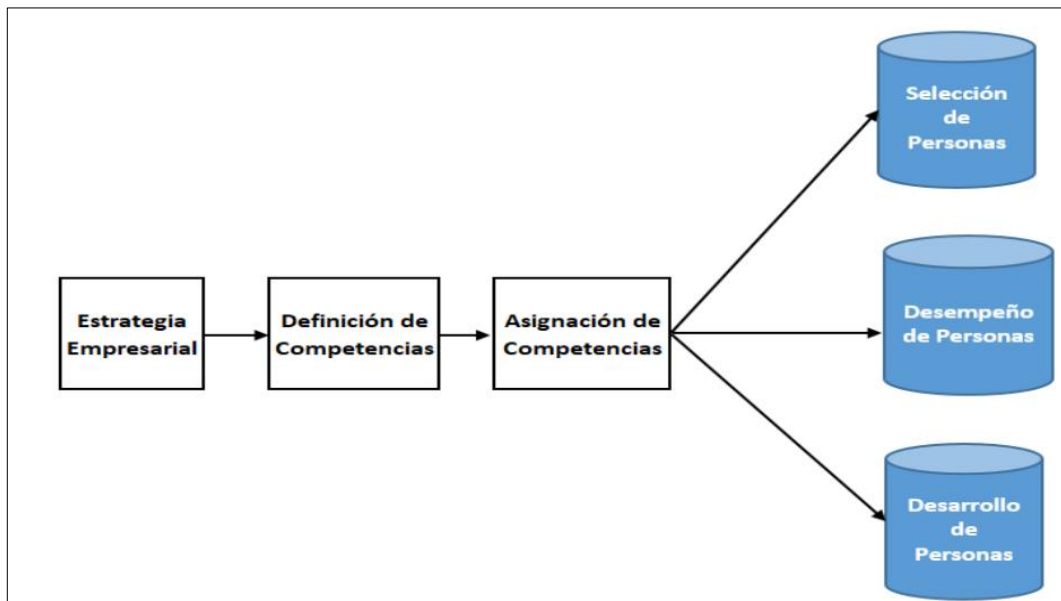 Estrategia
Empresarial
Definición de
Competencias
Asignación de
Competencias
Selección
de
Personas
Desempeño
de Personas
Desarrollo
de
Personas